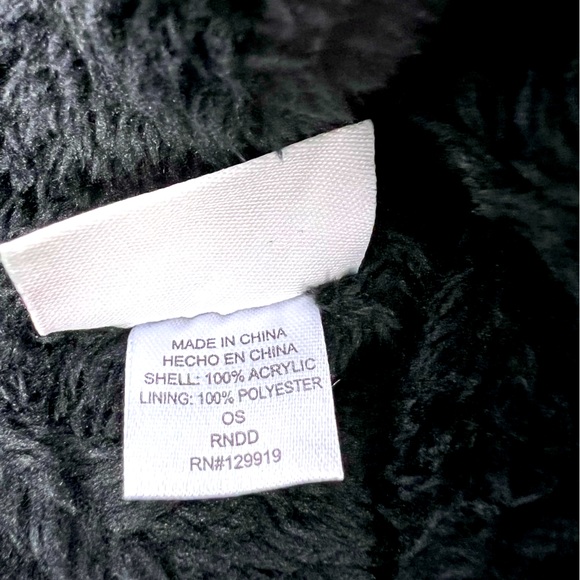 MADE IN CHINA
HECHO EN CHINA
SHELL: 100% ACRYLIC
LINING: 100% POLYESTER
OS
RNDD
RN#129919